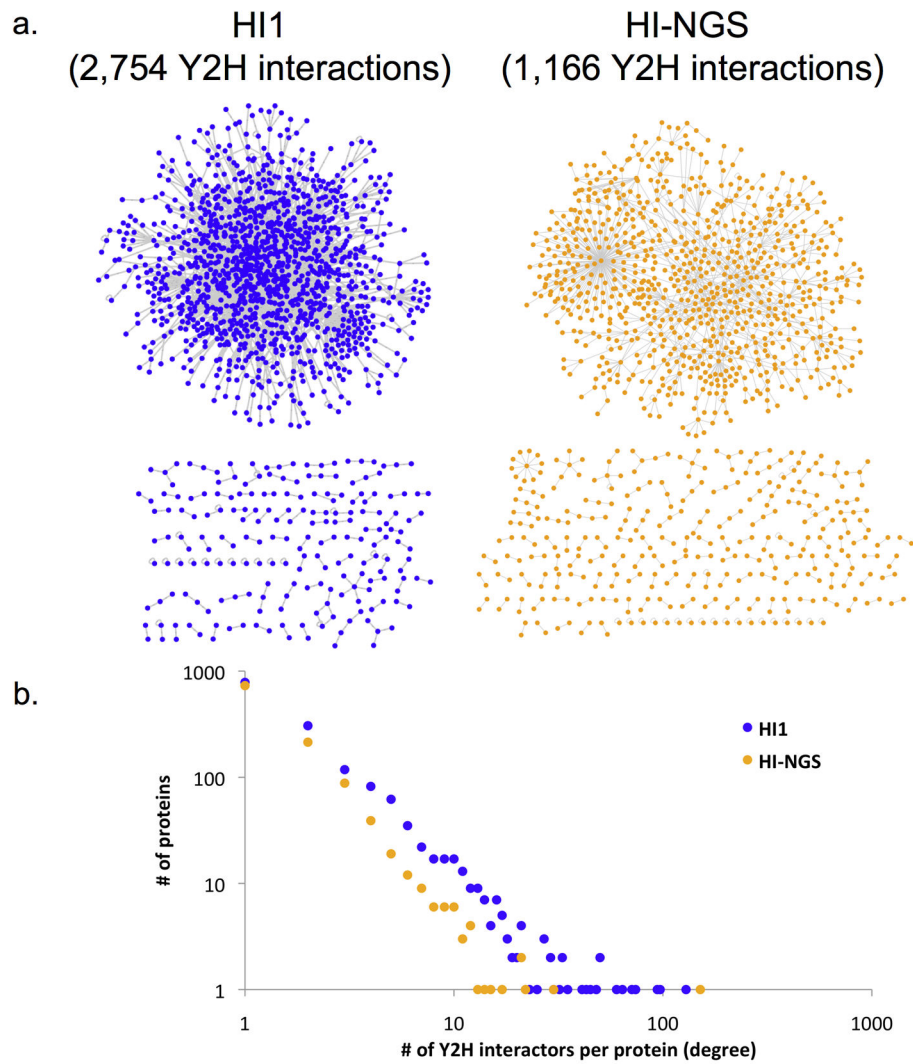 a.
HI1
(2,754 Y2H interactions)
HI-NGS
(1,166 Y2H interactions)
b.
1000
100
10
1
# of proteins
HI1
HI-NGS
1
10
100
1000
# of Y2H interactors per protein (degree)